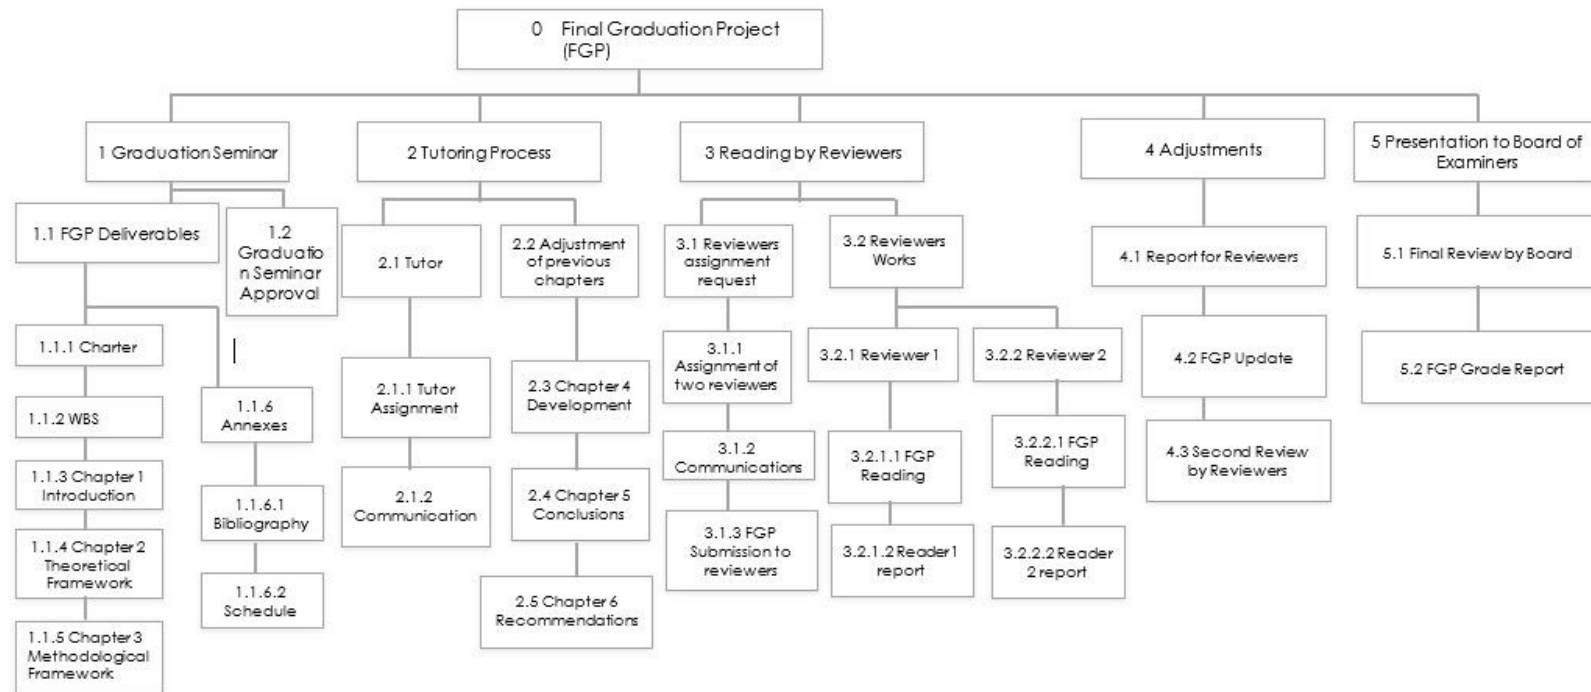 0 Final Graduation Project
(FGP)
1 Graduation Seminar
2 Tutoring Process
3 Reading by Reviewers
4 Adjustments
5 Presentation to Board of
Examiners
1.1 FGP Deliverables
1.2
Graduatio
n Seminar
Approval
1.1.1 Charter
1.1.2 WBS
1.1.3 Chapter 1
Introduction
1.1.4 Chapter 2
Theoretical
Framework
1.1.5 Chapter 3
Methodological
Framework
1.1.6
Annexes
1.1.6.1
Bibliography
1.1.6.2
Schedule
2.1 Tutor
2.1.1 Tutor
Assignment
2.1.2
Communication
2.2 Adjustment
of previous
chapters
2.3 Chapter 4
Development
2.4 Chapter 5
Conclusions
2.5 Chapter 6
Recommendations
3.1 Reviewers
assignment
request
3.1.1
Assignment of
two reviewers
3.1.2
Communications
3.1.3 FGP
Submission to
reviewers
3.2 Reviewers
Works
3.2.1 Reviewer 1
3.2.1.1 FGP
Reading
3.2.1.2 Reader1
report
3.2.2 Reviewer 2
3.2.2.1 FGP
Reading
3.2.2.2 Reader
2 report
4.1 Report for Reviewers
4.2 FGP Update
4.3 Second Review
by Reviewers
5.1 Final Review by Board
5.2 FGP Grade Report